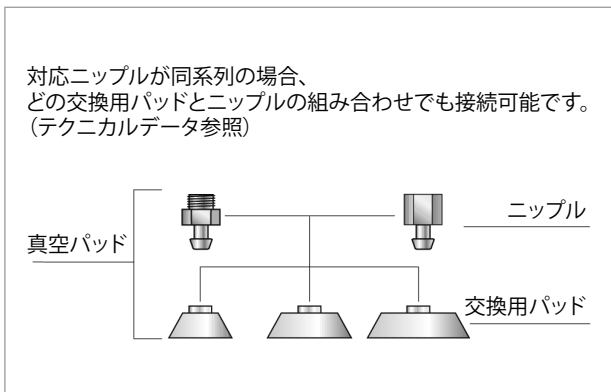 対応ニップルが同系列の場合、
どの交換用パッドとニップルの組み合わせでも接続可能です。
（テクニカルデータ参照）
ニップル
真空パッド
交換用パッド